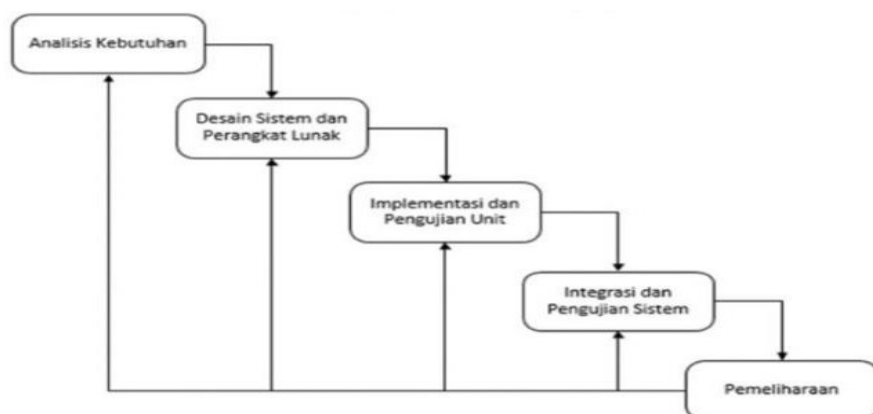 Analisis Kebutuhan
Desain Sistem dan
Perangkat Lunak
Implementasi dan
Pengujian Unit
Integrasi dan
Pengujian Sistem
Pemeliharaan